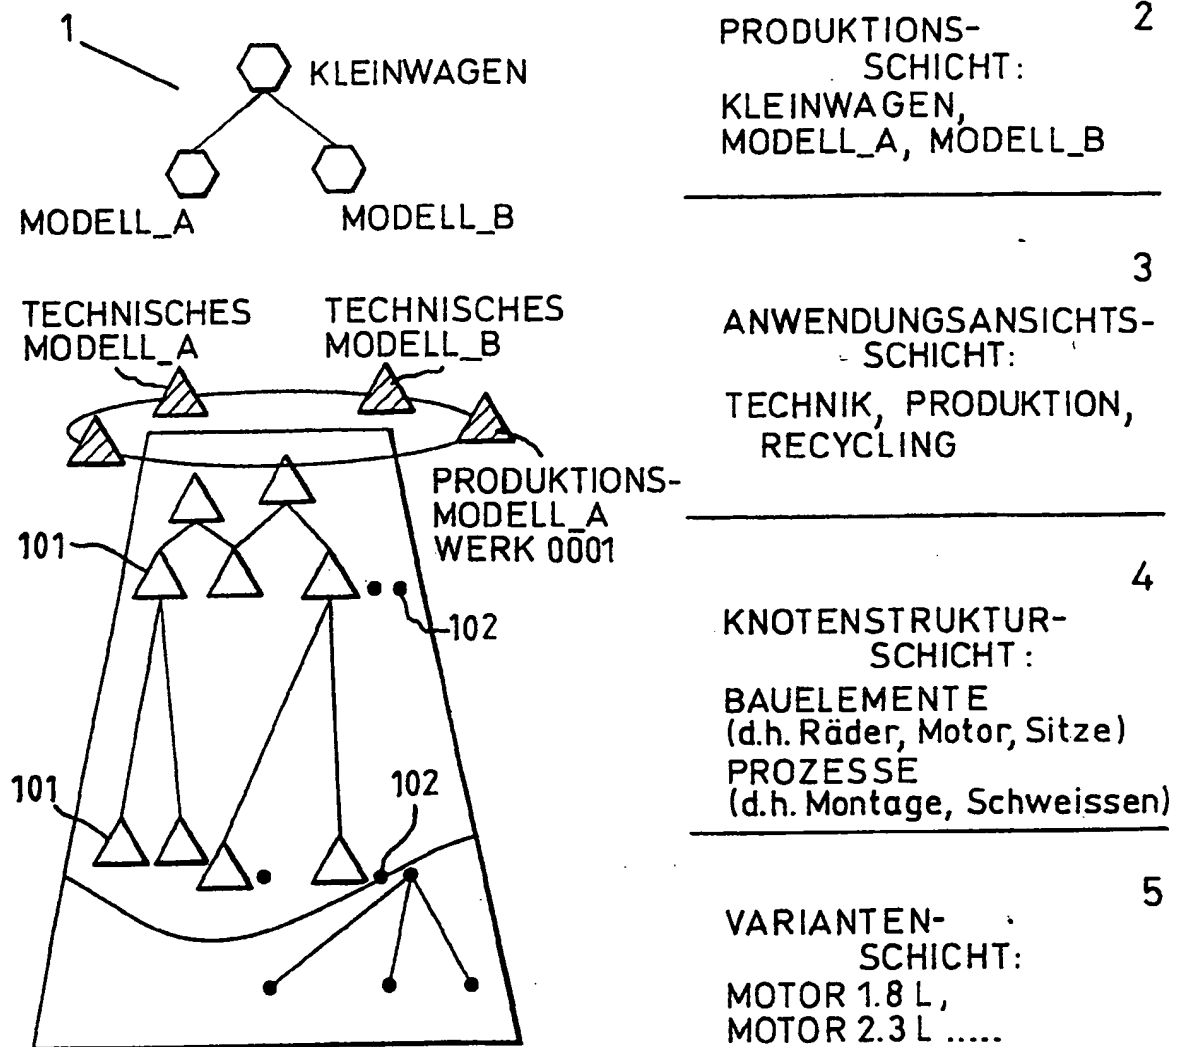 1
KLEINWAGEN
MODELL_A
MODELL_B
TECHNISCHES
MODELL_A
TECHNISCHES
MODELL_B
PRODUKTIONS-
MODELL_A
WERK 0001
101
102
101
102
2
PRODUKTIONS-
SCHICHT:
KLEINWAGEN,
MODELL_A, MODELL_B
3
ANWENDUNGSANSICHTS-
SCHICHT:
TECHNIK, PRODUKTION,
RECYCLING
4
KNOTENSTRUKTUR-
SCHICHT:
BAUELEMENTE
(d.h. Räder, Motor, Sitze)
PROZESSE
(d.h. Montage, Schweissen)
5
VARIANTEN-
SCHICHT:
MOTOR 1.8 L,
MOTOR 2.3 L .....